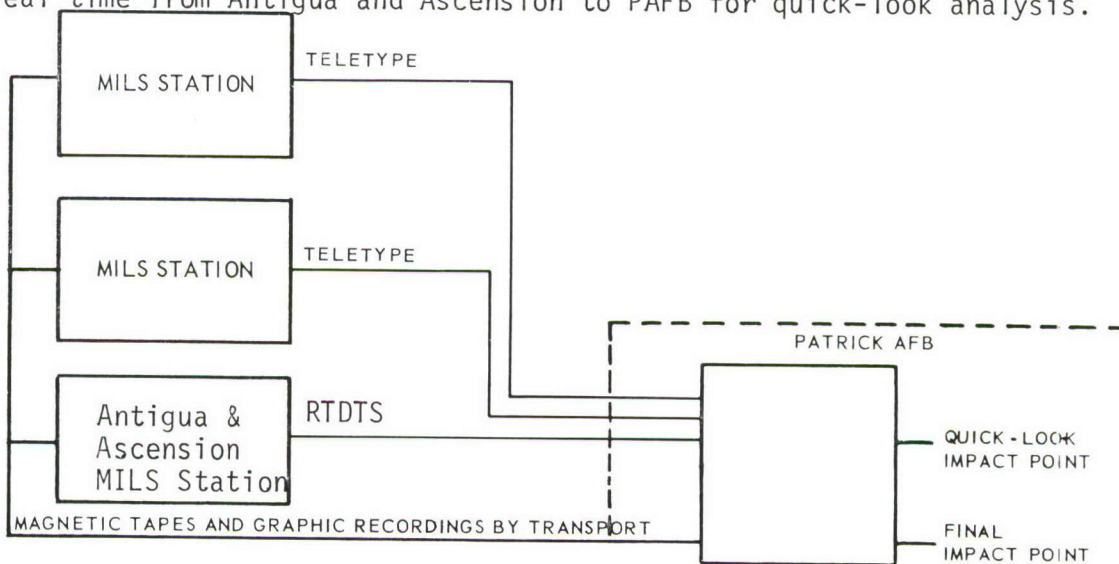 real time from Antigua and Ascension to PAFB for quick-look analysis.
TELETYPE
MILS STATION
TELETYPE
MILS STATION
PATRICK AFB
Antigua &
Ascension
MILS Station
RTDTS
QUICK-LOOK
IMPACT POINT
MAGNETIC TAPES AND GRAPHIC RECORDINGS BY TRANSPORT
FINAL
IMPACT POINT